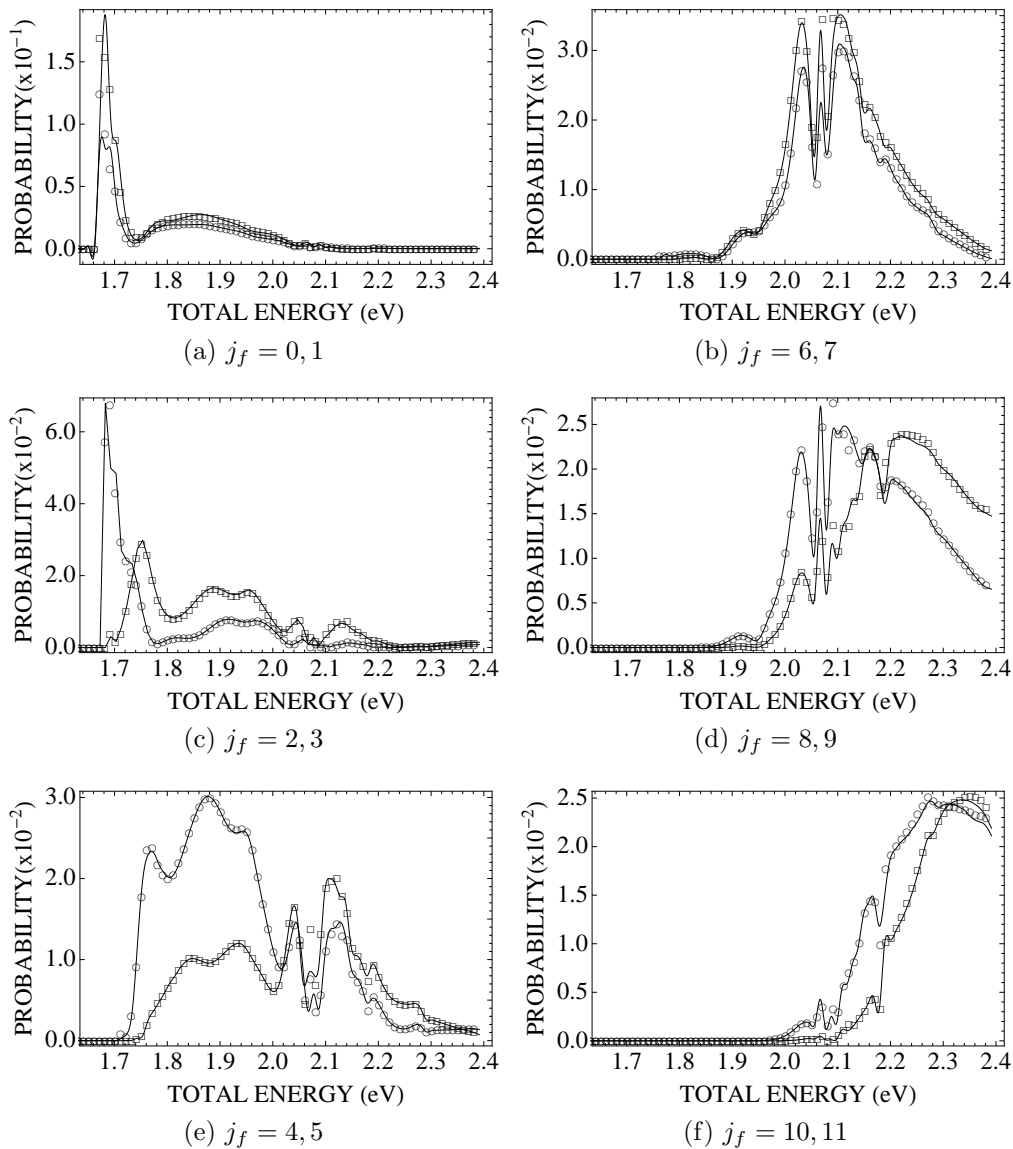 PROBABILITY(x10⁻¹)
1.5
1.0
0.5
0.0
1.7 1.8 1.9 2.0 2.1 2.2 2.3 2.4
TOTAL ENERGY (eV)
(a) j_f = 0, 1
PROBABILITY(x10⁻²)
3.0
2.0
1.0
0.0
1.7 1.8 1.9 2.0 2.1 2.2 2.3 2.4
TOTAL ENERGY (eV)
(b) j_f = 6, 7
PROBABILITY(x10⁻²)
6.0
4.0
2.0
0.0
1.7 1.8 1.9 2.0 2.1 2.2 2.3 2.4
TOTAL ENERGY (eV)
(c) j_f = 2, 3
PROBABILITY(x10⁻²)
2.5
2.0
1.5
1.0
0.5
0.0
1.7 1.8 1.9 2.0 2.1 2.2 2.3 2.4
TOTAL ENERGY (eV)
(d) j_f = 8, 9
PROBABILITY(x10⁻²)
3.0
2.0
1.0
0.0
1.7 1.8 1.9 2.0 2.1 2.2 2.3 2.4
TOTAL ENERGY (eV)
(e) j_f = 4, 5
PROBABILITY(x10⁻²)
2.5
2.0
1.5
1.0
0.5
0.0
1.7 1.8 1.9 2.0 2.1 2.2 2.3 2.4
TOTAL ENERGY (eV)
(f) j_f = 10, 11